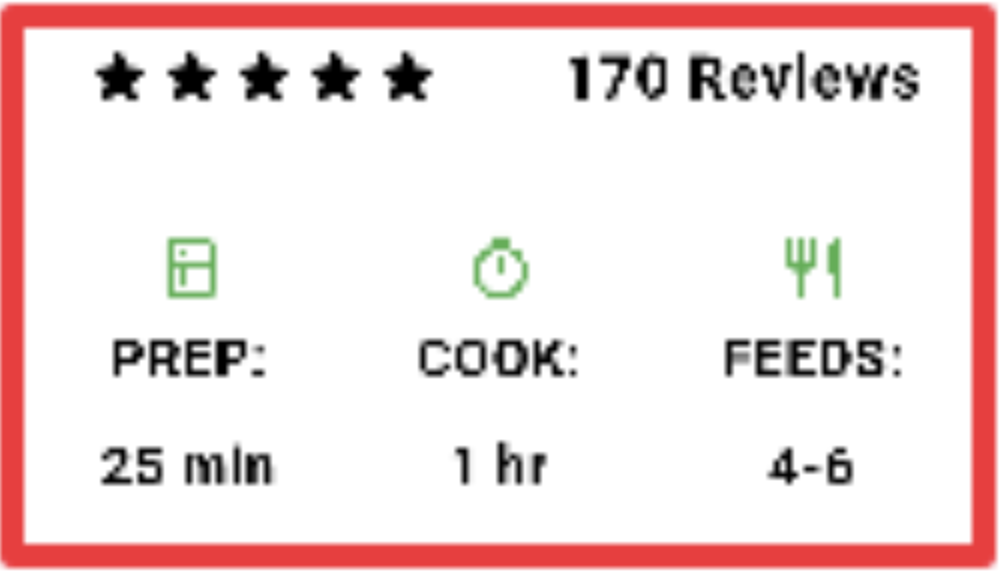 170 Reviews
PREP: COOK: FEEDS:
25 min 1 hr 4-6